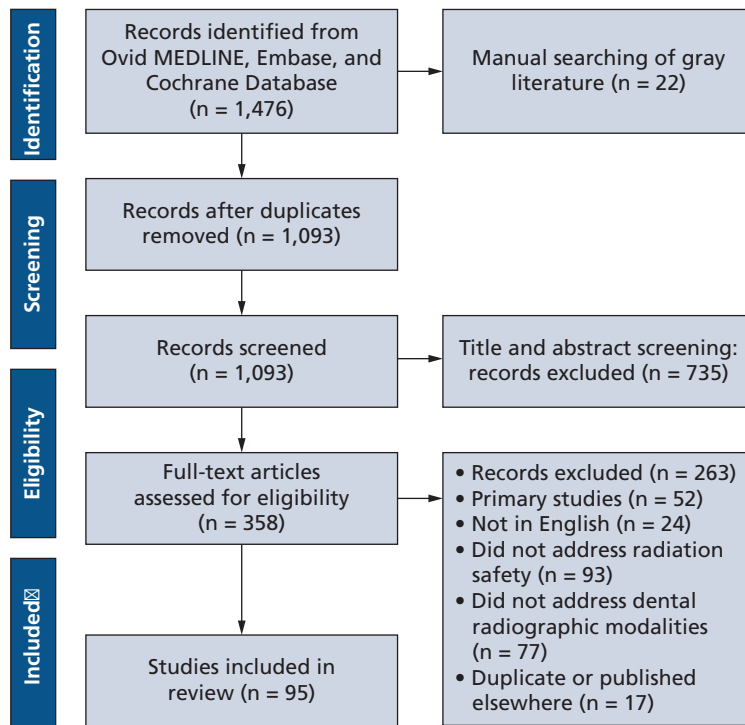 Identification
Records identified from
Ovid MEDLINE, Embase, and
Cochrane Database
(n = 1,476)
Manual searching of gray
literature (n = 22)
Screening
Records after duplicates
removed (n = 1,093)
Records screened
(n = 1,093)
Title and abstract screening:
records excluded (n = 735)
Eligibility
Full-text articles
assessed for eligibility
(n = 358)
• Records excluded (n = 263)
• Primary studies (n = 52)
• Not in English (n = 24)
• Did not address radiation
safety (n = 93)
• Did not address dental
radiographic modalities
(n = 77)
• Duplicate or published
elsewhere (n = 17)
Included
Studies included in
review (n = 95)